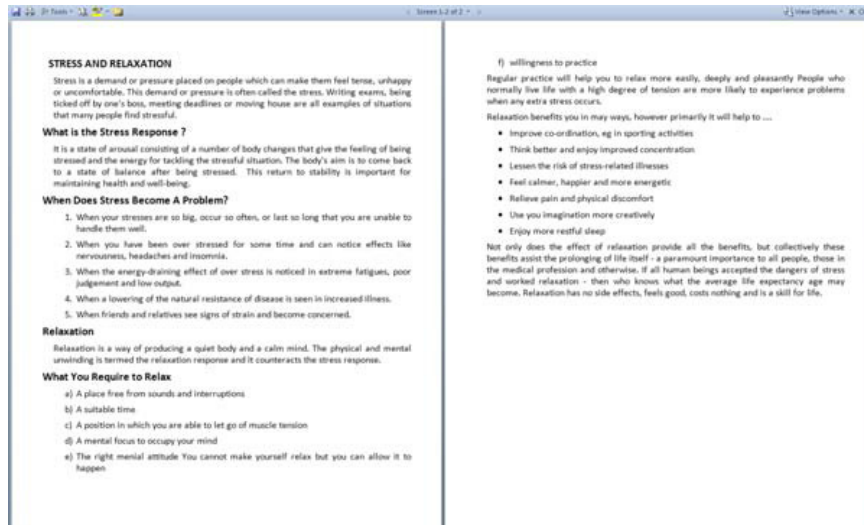 Tools
Screen 1-2 of 2
View Options
STRESS AND RELAXATION
Stress is a demand or pressure placed on people which can make them feel tense, unhappy
or uncomfortable. This demand or pressure is often called the stress. Writing exams, being
ticked off by one's boss, meeting deadlines or moving house are all examples of situations
that many people find stressful.
What is the Stress Response ?
It is a state of arousal consisting of a number of body changes that give the feeling of being
stressed and the energy for tackling the stressful situation. The body's aim is to come back
to a state of balance after being stressed. This return to stability is important for
maintaining health and well-being.
When Does Stress Become A Problem?
1. When your stresses are so big, occur so often, or last so long that you are unable to
handle them well.
2. When you have been over stressed for some time and can notice effects like
nervousness, headaches and insomnia.
3. When the energy-draining effect of over stress is noticed in extreme fatigues, poor
judgement and low output.
4. When a lowering of the natural resistance of disease is seen in increased illness.
5. When friends and relatives see signs of strain and become concerned.
Relaxation
Relaxation is a way of producing a quiet body and a calm mind. The physical and mental
unwinding is termed the relaxation response and it counteracts the stress response.
What You Require to Relax
a) A place free from sounds and interruptions
b) A suitable time
c) A position in which you are able to let go of muscle tension
d) A mental focus to occupy your mind
e) The right menial attitude You cannot make yourself relax but you can allow it to
happen
f) willingness to practice
Regular practice will help you to relax more easily, deeply and pleasantly People who
normally live life with a high degree of tension are more likely to experience problems
when any extra stress occurs.
Relaxation benefits you in may ways, however primarily it will help to ....
• Improve co-ordination, eg in sporting activities
• Think better and enjoy improved concentration
• Lessen the risk of stress-related illnesses
• Feel calmer, happier and more energetic
• Relieve pain and physical discomfort
• Use you imagination more creatively
• Enjoy more restful sleep
Not only does the effect of relaxation provide all the benefits, but collectively these
benefits assist the prolonging of life itself - a paramount importance to all people, those in
the medical profession and otherwise. If all human beings accepted the dangers of stress
and worked relaxation - then who knows what the average life expectancy age may
become. Relaxation has no side effects, feels good, costs nothing and is a skill for life.